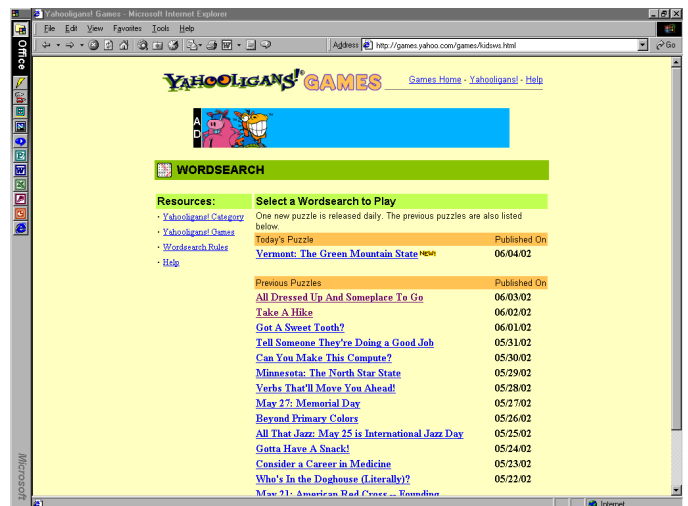 Yahooligans! Games - Microsoft Internet Explorer
File Edit View Favorites Tools Help
Address http://games.yahoo.com/games/kidsws.html Go
Office
YAHOOLIGANS!® GAMES
Games Home - Yahooligans! - Help
AD
WORDSEARCH
Resources:
· Yahooligans! Category
· Yahooligans! Games
· Wordsearch Rules
· Help
Select a Wordsearch to Play
One new puzzle is released daily. The previous puzzles are also listed
below.
Today's Puzzle Published On
Vermont: The Green Mountain State NEW! 06/04/02
Previous Puzzles Published On
All Dressed Up And Someplace To Go 06/03/02
Take A Hike 06/02/02
Got A Sweet Tooth? 06/01/02
Tell Someone They're Doing a Good Job 05/31/02
Can You Make This Compute? 05/30/02
Minnesota: The North Star State 05/29/02
Verbs That'll Move You Ahead! 05/28/02
May 27: Memorial Day 05/27/02
Beyond Primary Colors 05/26/02
All That Jazz: May 25 is International Jazz Day 05/25/02
Gotta Have A Snack! 05/24/02
Consider a Career in Medicine 05/23/02
Who's In the Doghouse (Literally)? 05/22/02
May 21: American Red Cross -- Founding
Microsoft
Internet